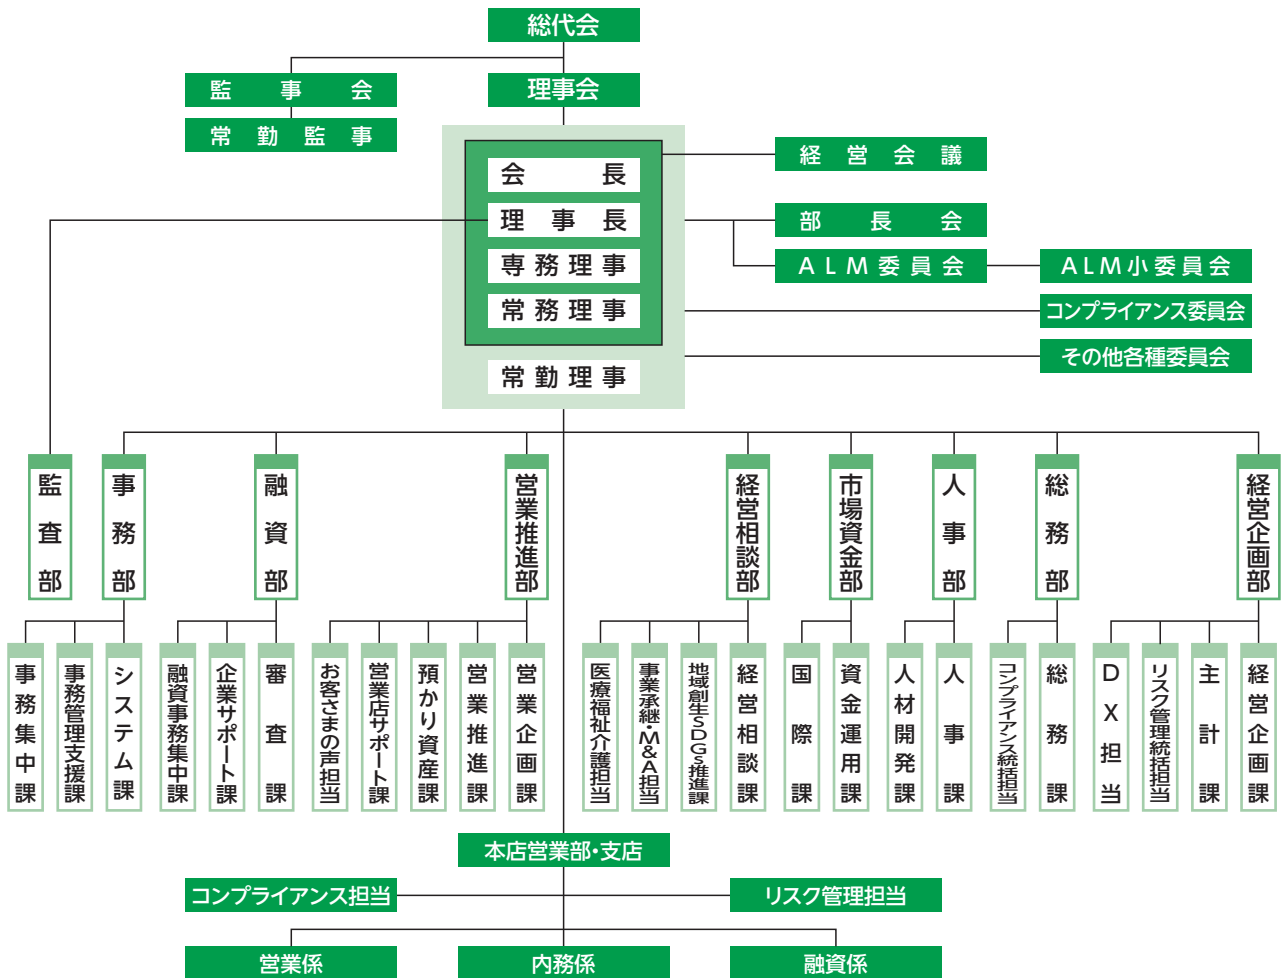 総代会
監事会
理事会
常勤監事
会長
理事長
専務理事
常務理事
常勤理事
経営会議
部長会
ALM委員会
ALM小委員会
コンプライアンス委員会
その他各種委員会
監査部
事務部
融資部
営業推進部
経営相談部
市場資金部
人事部
総務部
経営企画部
事務集中課
事務管理支援課
システム課
融資事務集中課
企業サポート課
審査課
お客さまの声担当
営業店サポート課
預かり資産課
営業推進課
営業企画課
医療福祉介護担当
事業承継・M&A担当
地域創生SDGs推進課
経営相談課
国際課
資金運用課
人材開発課
人事課
コンプライアンス統括担当
総務課
DX担当
リスク管理統括担当
主計課
経営企画課
本店営業部・支店
コンプライアンス担当
リスク管理担当
営業係
内務係
融資係